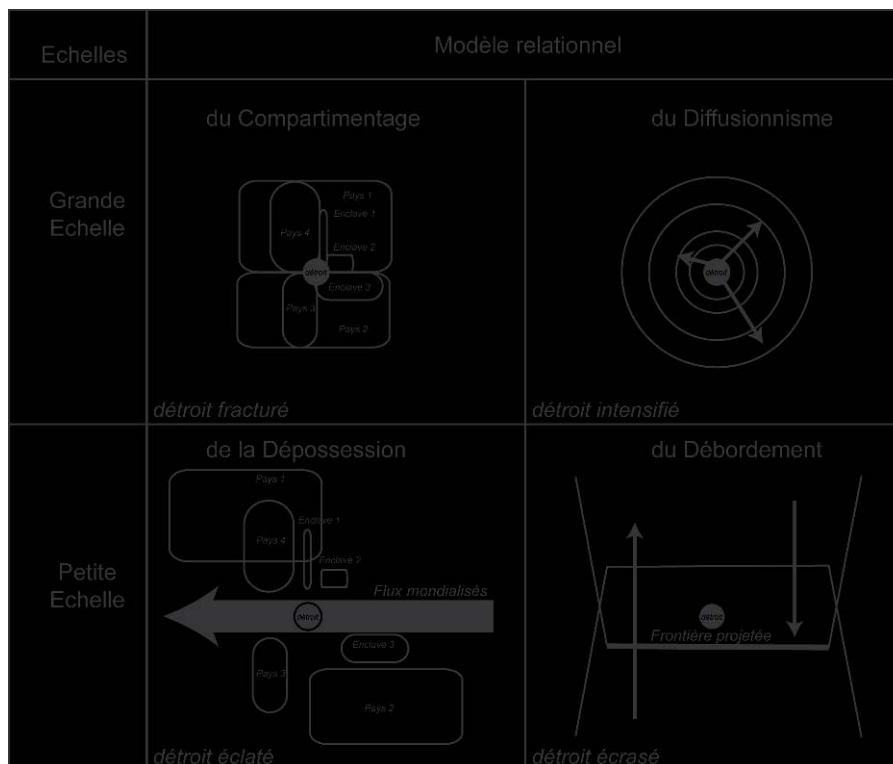 Echelles
Modèle relationnel
Grande
Echelle
du Compartimentage
Pays 1
Enclave 1
Pays 4
Enclave 2
détroit
Enclave 3
Pays 3
Pays 2
détroit fracturé
du Diffusionnisme
détroit
détroit intensifié
Petite
Echelle
de la Dépossession
Pays 1
Enclave 1
Pays 4
Enclave 2
Flux mondialisés
Détroit
Enclave 3
Pays 3
Pays 2
détroit éclaté
du Débordement
détroit
Frontière projetée
détroit écrasé